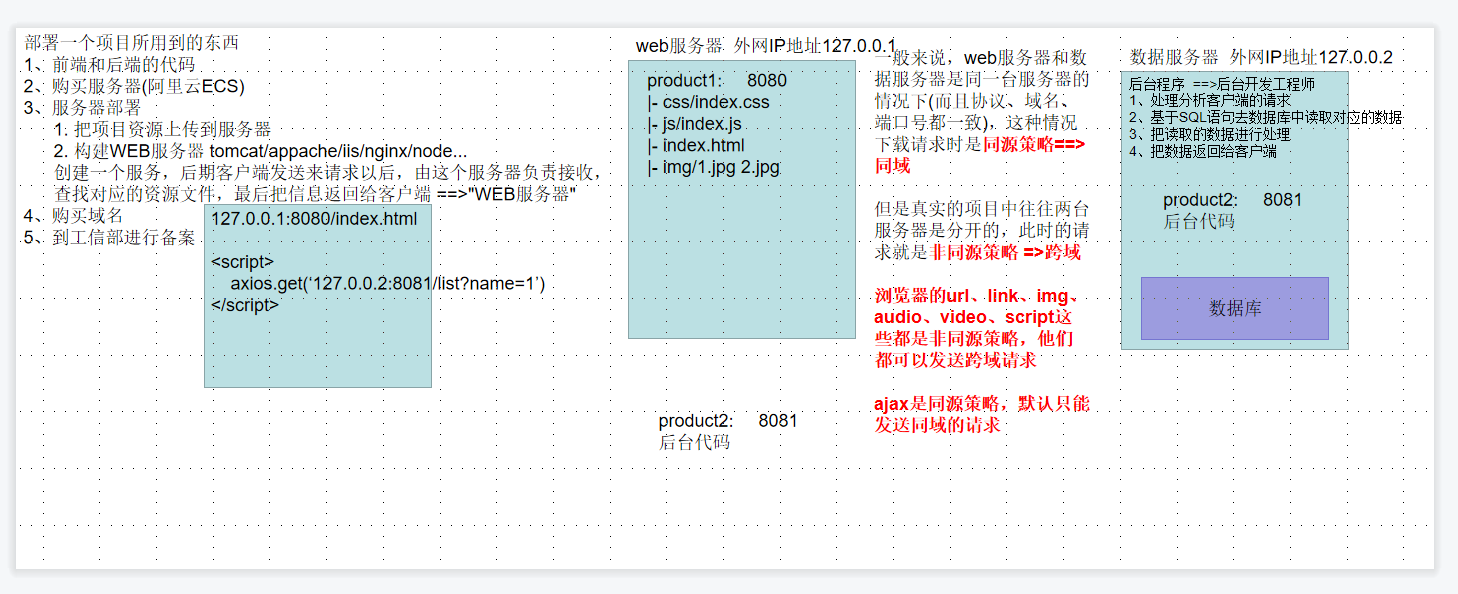 部署一个项目所用到的东西
1、前端和后端的代码
2、购买服务器(阿里云ECS)
3、服务器部署
1. 把项目资源上传到服务器
2. 构建WEB服务器 tomcat/appache/iis/nginx/node...
创建一个服务，后期客户端发送来请求以后，由这个服务器负责接收，
查找对应的资源文件，最后把信息返回给客户端 ==>"WEB服务器"
4、购买域名
5、到工信部进行备案
127.0.0.1:8080/index.html
<script>
axios.get(‘127.0.0.2:8081/list?name=1’)
</script>
web服务器 外网IP地址127.0.0.1
product1: 8080
|- css/index.css
|- js/index.js
|- index.html
|- img/1.jpg 2.jpg
product2: 8081
后台代码
一般来说，web服务器和数
据服务器是同一台服务器的
情况下(而且协议、域名、
端口号都一致)，这种情况
下载请求时是同源策略==>
同域
但是真实的项目中往往两台
服务器是分开的，此时的请
求就是非同源策略 =>跨域
浏览器的url、link、img、
audio、video、script这
些都是非同源策略，他们
都可以发送跨域请求
ajax是同源策略，默认只能
发送同域的请求
数据服务器 外网IP地址127.0.0.2
后台程序 ==>后台开发工程师
1、处理分析客户端的请求
2、基于SQL语句去数据库中读取对应的数据
3、把读取的数据进行处理
4、把数据返回给客户端
product2: 8081
后台代码
数据库